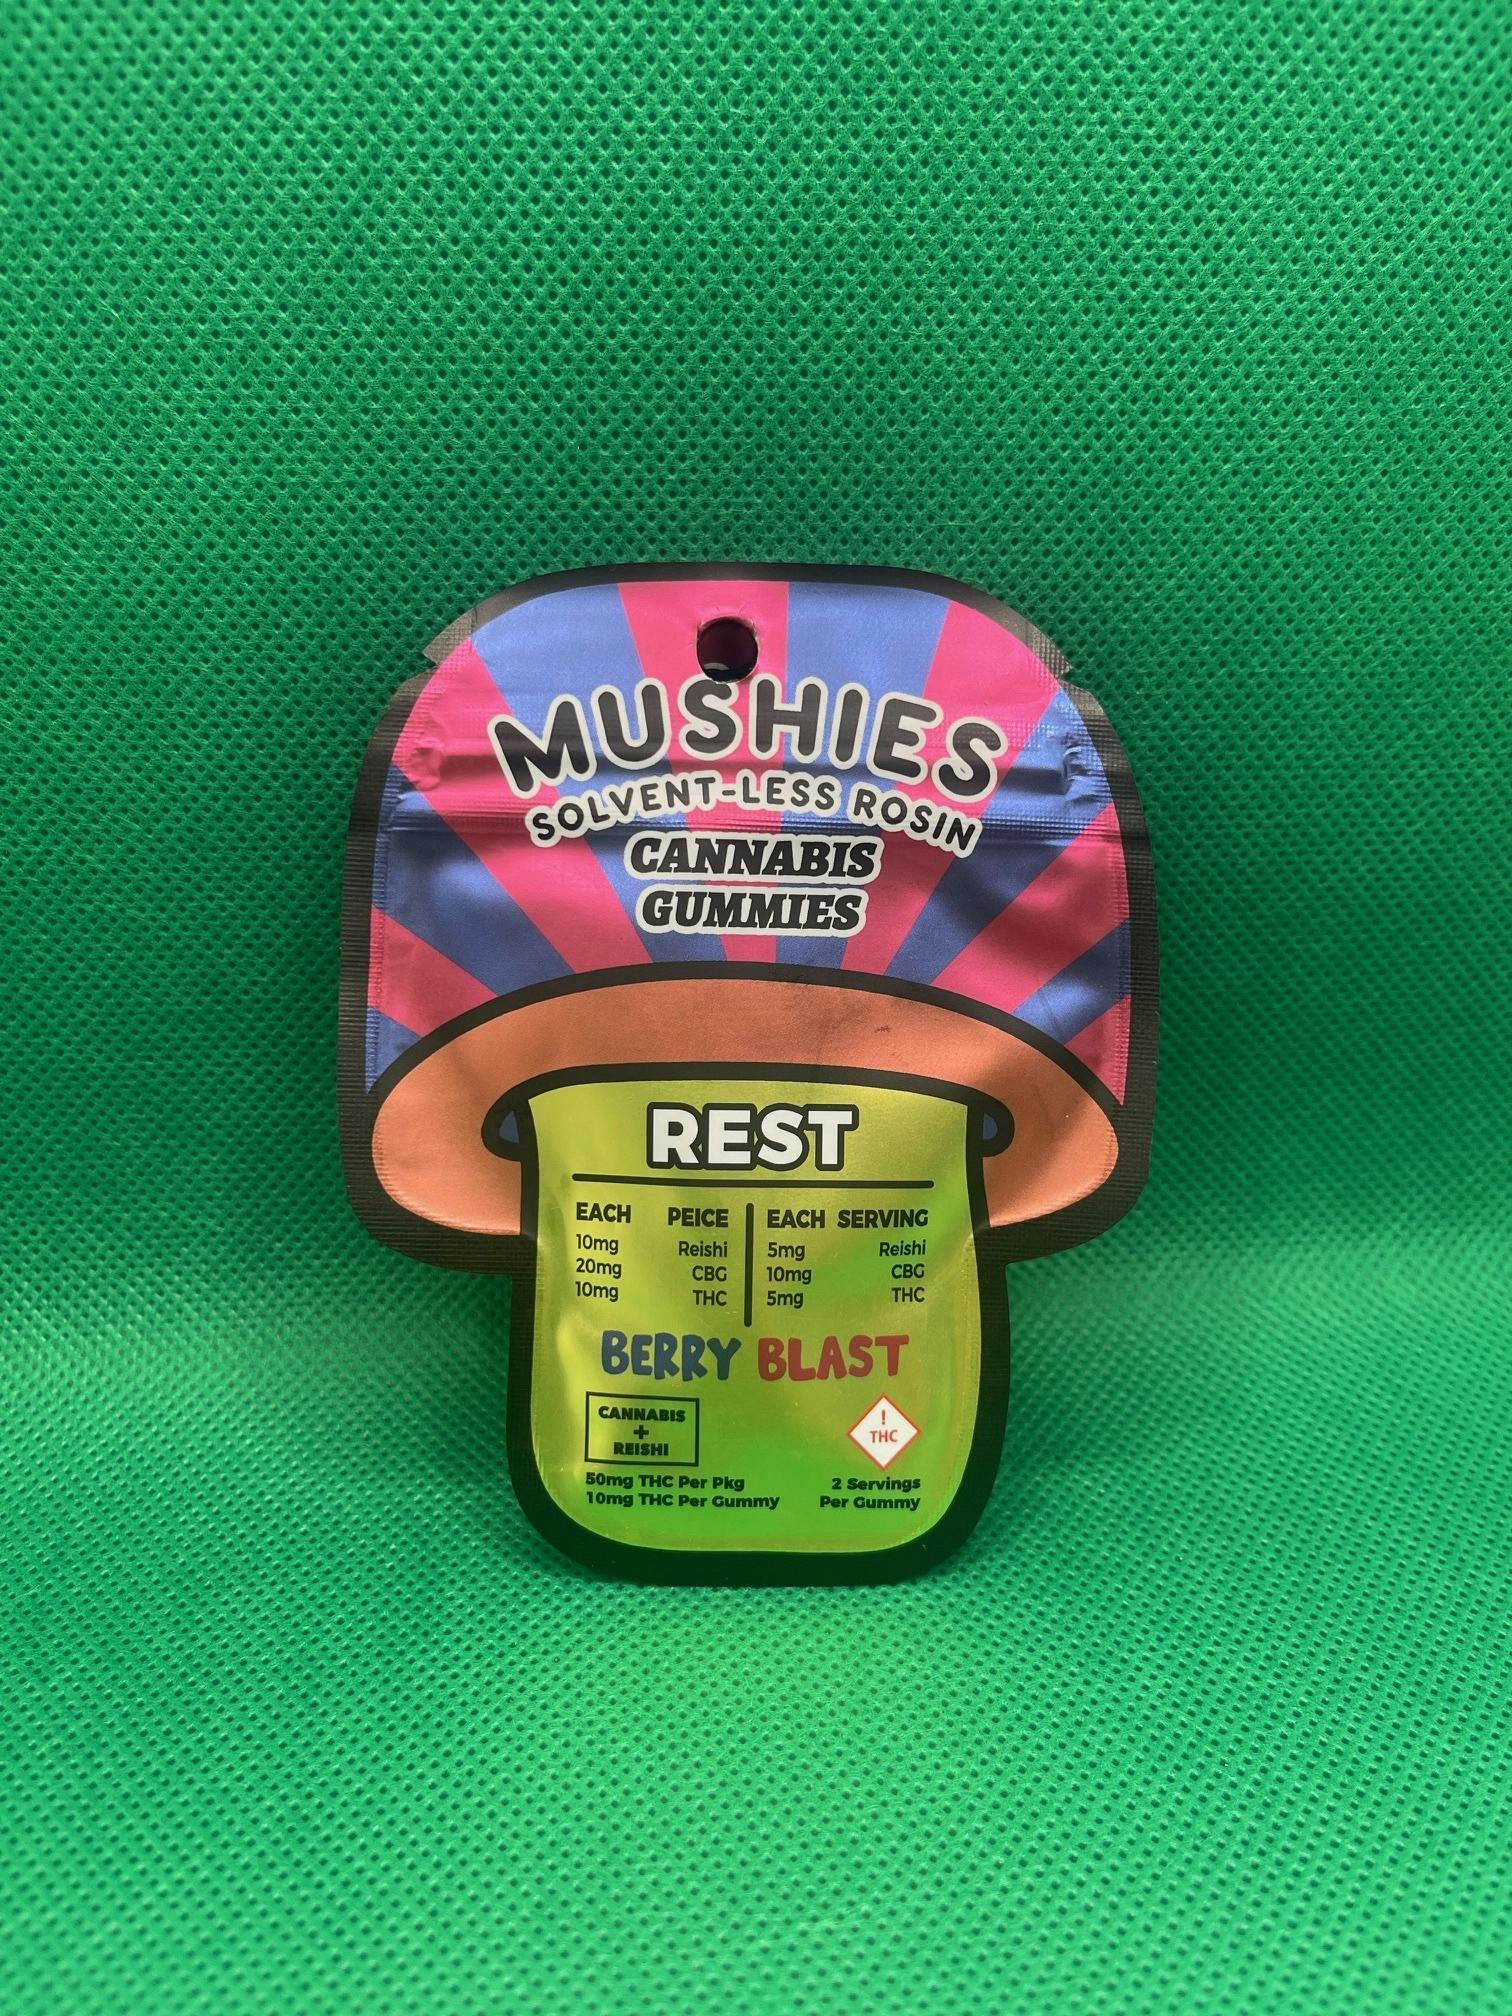 MUSHIES
SOLVENT-LESS ROSIN
CANNABIS
GUMMIES
REST
EACH PEICE
10mg Reishi
20mg CBG
10mg THC
EACH SERVING
5mg Reishi
10mg CBG
5mg THC
BERRY BLAST
CANNABIS
+
REISHI
!
THC
50mg THC Per Pkg
10mg THC Per Gummy
2 Servings
Per Gummy